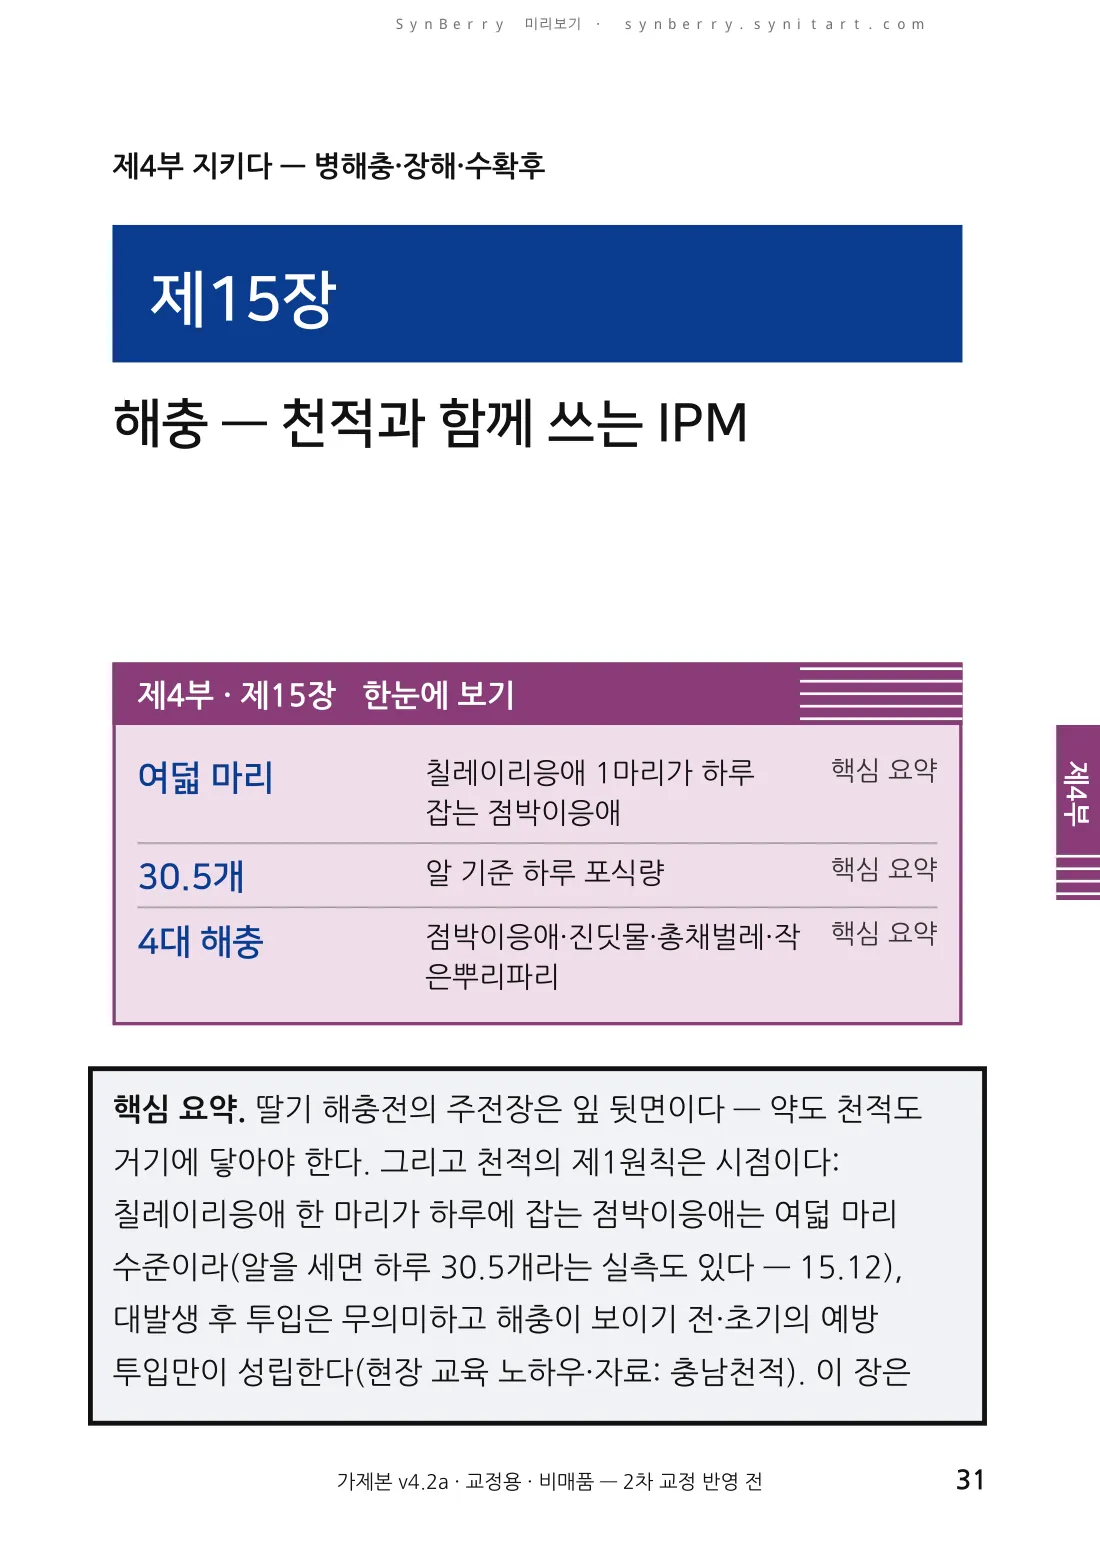 SynBerry 미리보기 · synberry.synitart.com
제4부 지키다 — 병해충·장해·수확후
제15장
해충 — 천적과 함께 쓰는 IPM
제4부 · 제15장 한눈에 보기
여덟 마리 칠레이리응애 1마리가 하루 핵심 요약
잡는 점박이응애
30.5개 알 기준 하루 포식량 핵심 요약
4대 해충 점박이응애·진딧물·총채벌레·작 핵심 요약
은뿌리파리
제4부
핵심 요약. 딸기 해충전의 주전장은 잎 뒷면이다 — 약도 천적도
거기에 닿아야 한다. 그리고 천적의 제1원칙은 시점이다:
칠레이리응애 한 마리가 하루에 잡는 점박이응애는 여덟 마리
수준이라(알을 세면 하루 30.5개라는 실측도 있다 — 15.12),
대발생 후 투입은 무의미하고 해충이 보이기 전·초기의 예방
투입만이 성립한다(현장 교육 노하우·자료: 충남천적). 이 장은
가제본 v4.2a · 교정용 · 비매품 — 2차 교정 반영 전
31